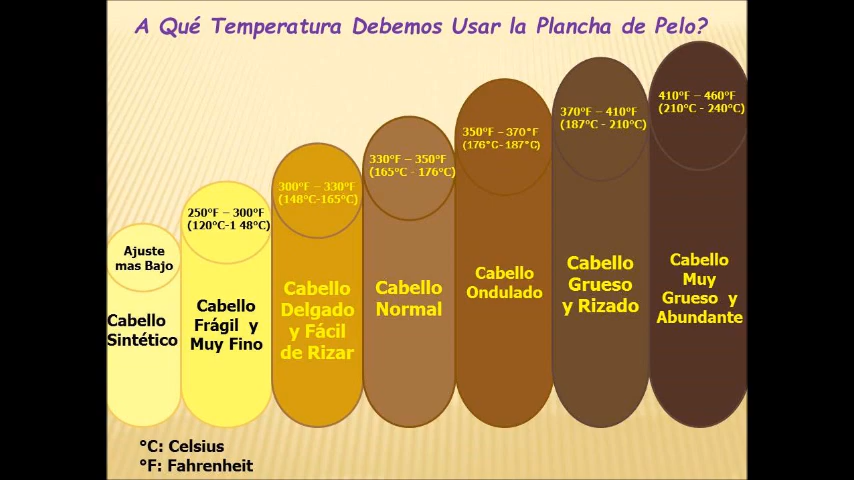 A Qué Temperatura Debemos Usar la Plancha de Pelo?
Ajuste
mas Bajo
Cabello
Sintético
250°F – 300°F
(120°C-1 48°C)
Cabello
Frágil y
Muy Fino
300°F – 330°F
(148°C-165°C)
Cabello
Delgado
y Fácil
de Rizar
330°F – 350°F
(165°C - 176°C)
Cabello
Normal
350°F – 370°F
(176°C- 187°C)
Cabello
Ondulado
370°F – 410°F
(187°C - 210°C)
Cabello
Grueso
y Rizado
410°F – 460°F
(210°C - 240°C)
Cabello
Muy
Grueso y
Abundante
°C: Celsius
°F: Fahrenheit